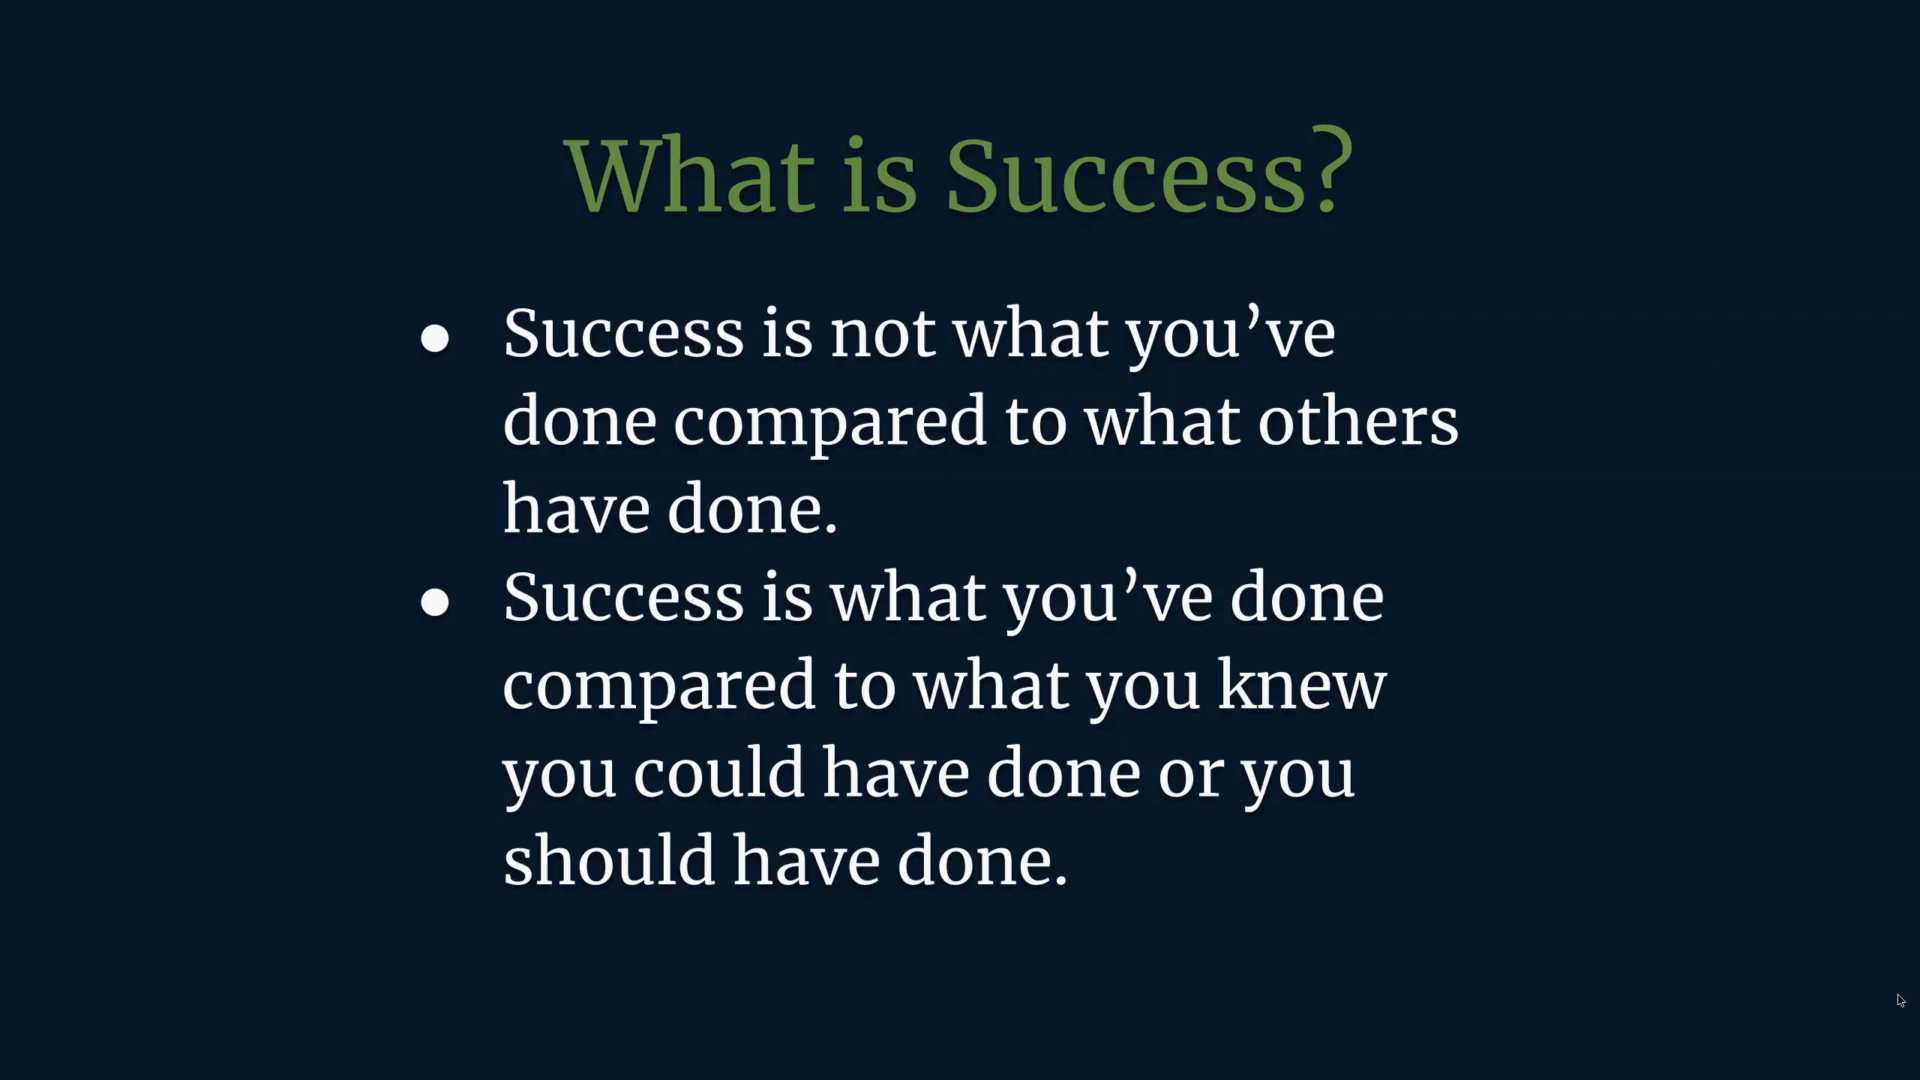 What is Success?
● Success is not what you’ve
done compared to what others
have done.
● Success is what you’ve done
compared to what you knew
you could have done or you
should have done.